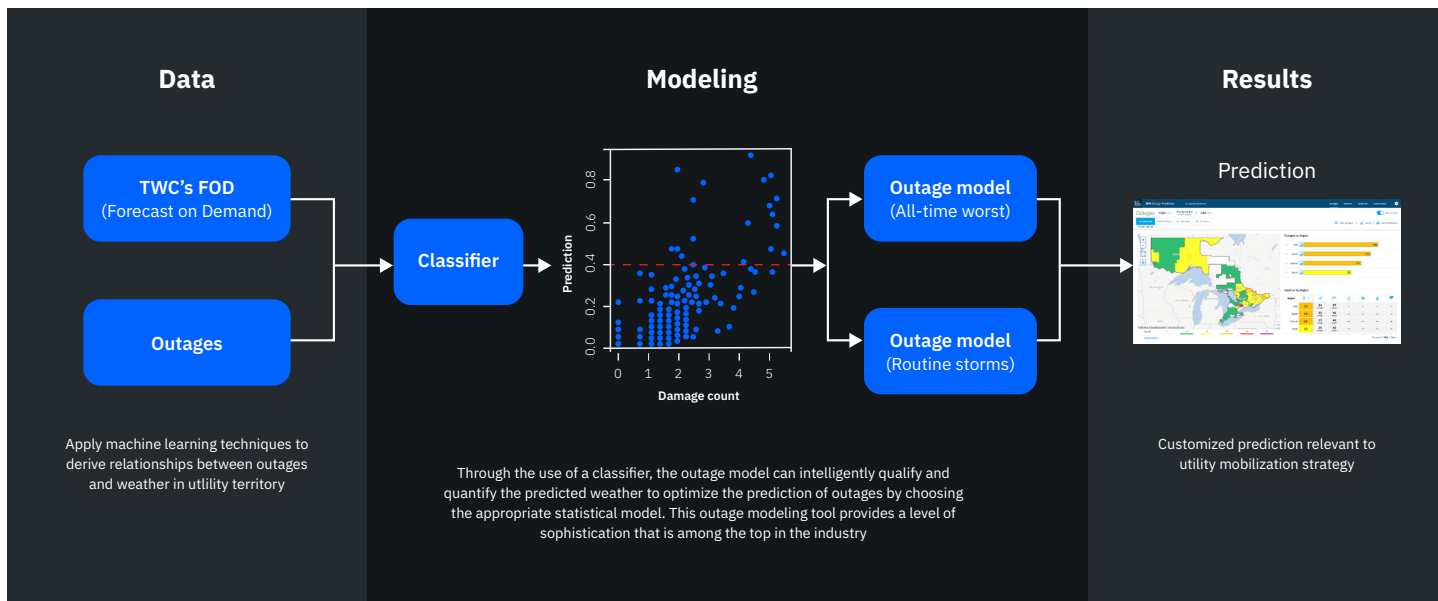 Data
TWC's FOD
(Forecast on Demand)
Outages
Apply machine learning techniques to
derive relationships between outages
and weather in utlility territory
Modeling
Classifier
Prediction
0.8
0.6
0.4
0.2
0.0
0 1 2 3 4 5
Damage count
Outage model
(All-time worst)
Outage model
(Routine storms)
Through the use of a classifier, the outage model can intelligently qualify and
quantify the predicted weather to optimize the prediction of outages by choosing
the appropriate statistical model. This outage modeling tool provides a level of
sophistication that is among the top in the industry
Results
Prediction
Outages
Customized prediction relevant to
utility mobilization strategy